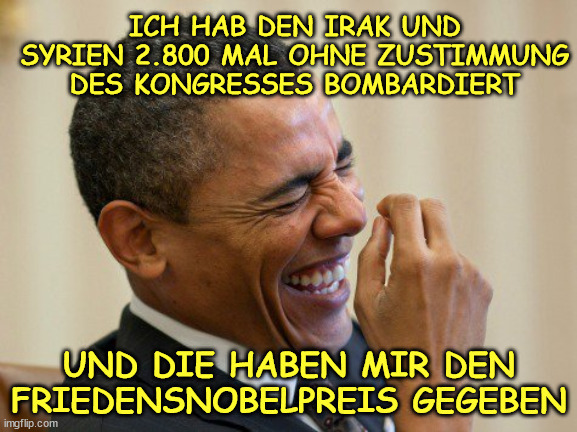 ICH HAB DEN IRAK UND
SYRIEN 2.800 MAL OHNE ZUSTIMMUNG
DES KONGRESSES BOMBARDIERT
UND DIE HABEN MIR DEN
FRIEDENSNOBELPREIS GEGEBEN
imgflip.com